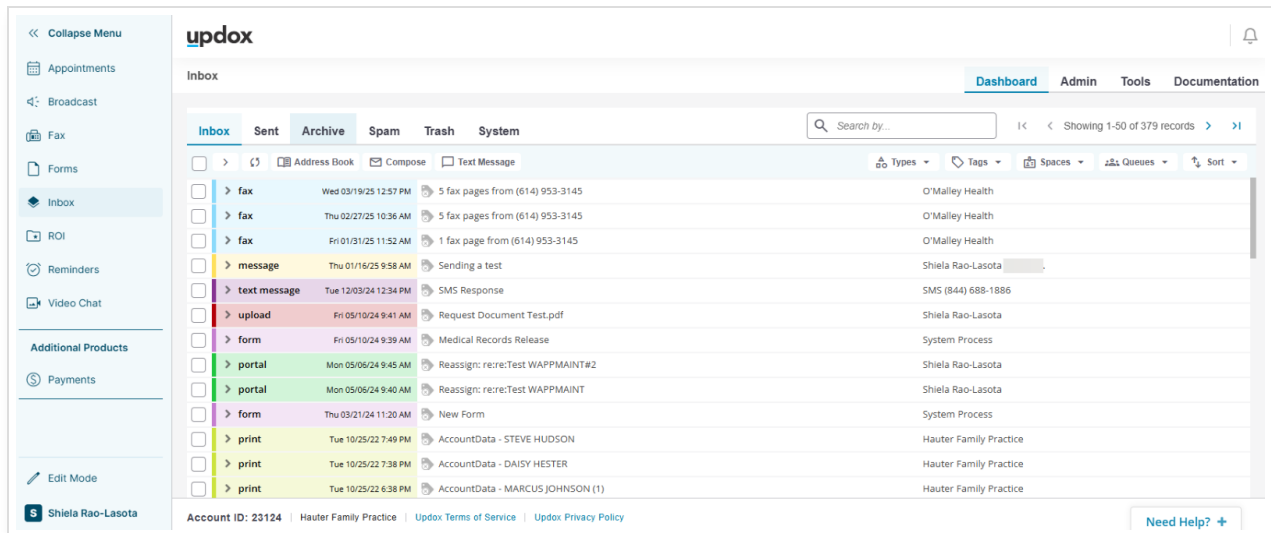 Collapse Menu
Appointments
Broadcast
Fax
Forms
Inbox
ROI
Reminders
Video Chat
Additional Products
Payments
Edit Mode
S Shiela Rao-Lasota
updox
Inbox
Dashboard Admin Tools Documentation
Inbox Sent Archive Spam Trash System
Search by... Showing 1-50 of 379 records
Address Book Compose Text Message Types Tags Spaces Queues Sort
fax Wed 03/19/25 12:57 PM 5 fax pages from (614) 953-3145 O'Malley Health
fax Thu 02/27/25 10:36 AM 5 fax pages from (614) 953-3145 O'Malley Health
fax Fri 01/31/25 11:52 AM 1 fax page from (614) 953-3145 O'Malley Health
message Thu 01/16/25 9:58 AM Sending a test Shiela Rao-Lasota .
text message Tue 12/03/24 12:34 PM SMS Response SMS (844) 688-1886
upload Fri 05/10/24 9:41 AM Request Document Test.pdf Shiela Rao-Lasota
form Fri 05/10/24 9:39 AM Medical Records Release System Process
portal Mon 05/06/24 9:45 AM Reassign: re:re:Test WAPPMAINT#2 Shiela Rao-Lasota
portal Mon 05/06/24 9:40 AM Reassign: re:re:Test WAPPMAINT Shiela Rao-Lasota
form Thu 03/21/24 11:20 AM New Form System Process
print Tue 10/25/22 7:49 PM AccountData - STEVE HUDSON Hauter Family Practice
print Tue 10/25/22 7:38 PM AccountData - DAISY HESTER Hauter Family Practice
print Tue 10/25/22 6:38 PM AccountData - MARCUS JOHNSON (1) Hauter Family Practice
Account ID: 23124 | Hauter Family Practice | Updox Terms of Service | Updox Privacy Policy
Need Help? +